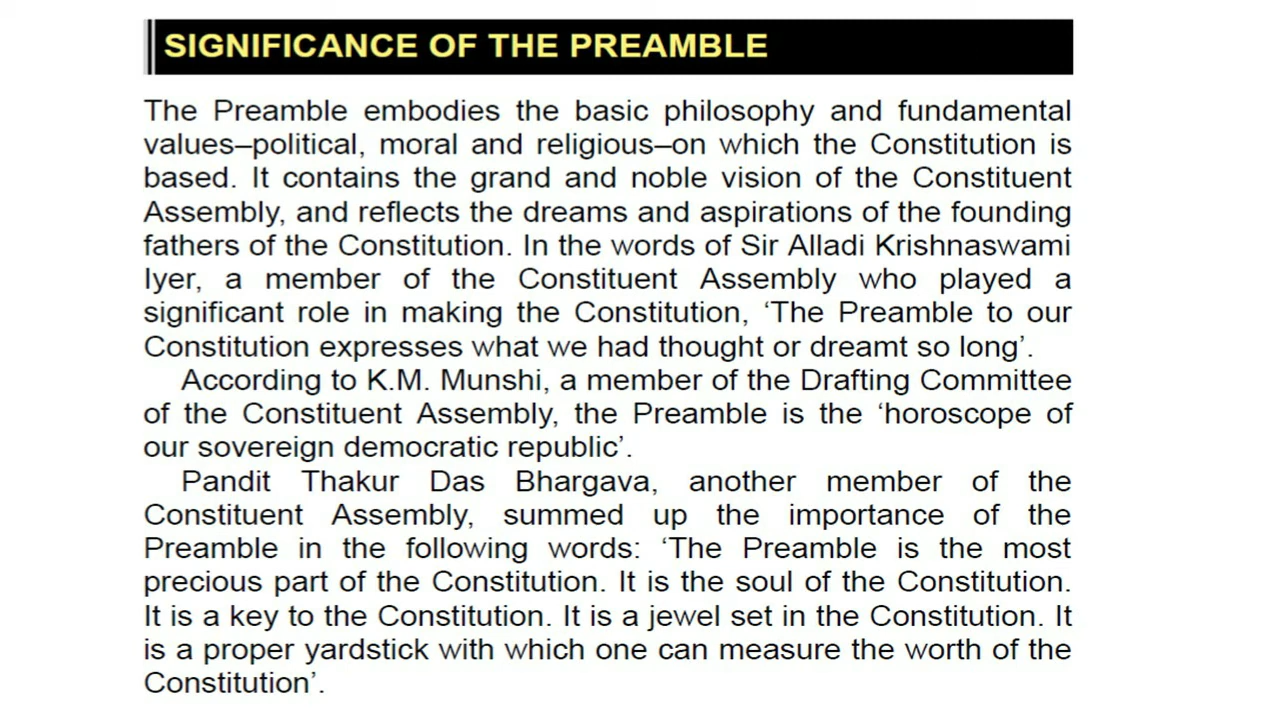 SIGNIFICANCE OF THE PREAMBLE
The Preamble embodies the basic philosophy and fundamental
values–political, moral and religious–on which the Constitution is
based. It contains the grand and noble vision of the Constituent
Assembly, and reflects the dreams and aspirations of the founding
fathers of the Constitution. In the words of Sir Alladi Krishnaswami
Iyer, a member of the Constituent Assembly who played a
significant role in making the Constitution, ‘The Preamble to our
Constitution expresses what we had thought or dreamt so long’.
According to K.M. Munshi, a member of the Drafting Committee
of the Constituent Assembly, the Preamble is the ‘horoscope of
our sovereign democratic republic’.
Pandit Thakur Das Bhargava, another member of the
Constituent Assembly, summed up the importance of the
Preamble in the following words: ‘The Preamble is the most
precious part of the Constitution. It is the soul of the Constitution.
It is a key to the Constitution. It is a jewel set in the Constitution. It
is a proper yardstick with which one can measure the worth of the
Constitution’.